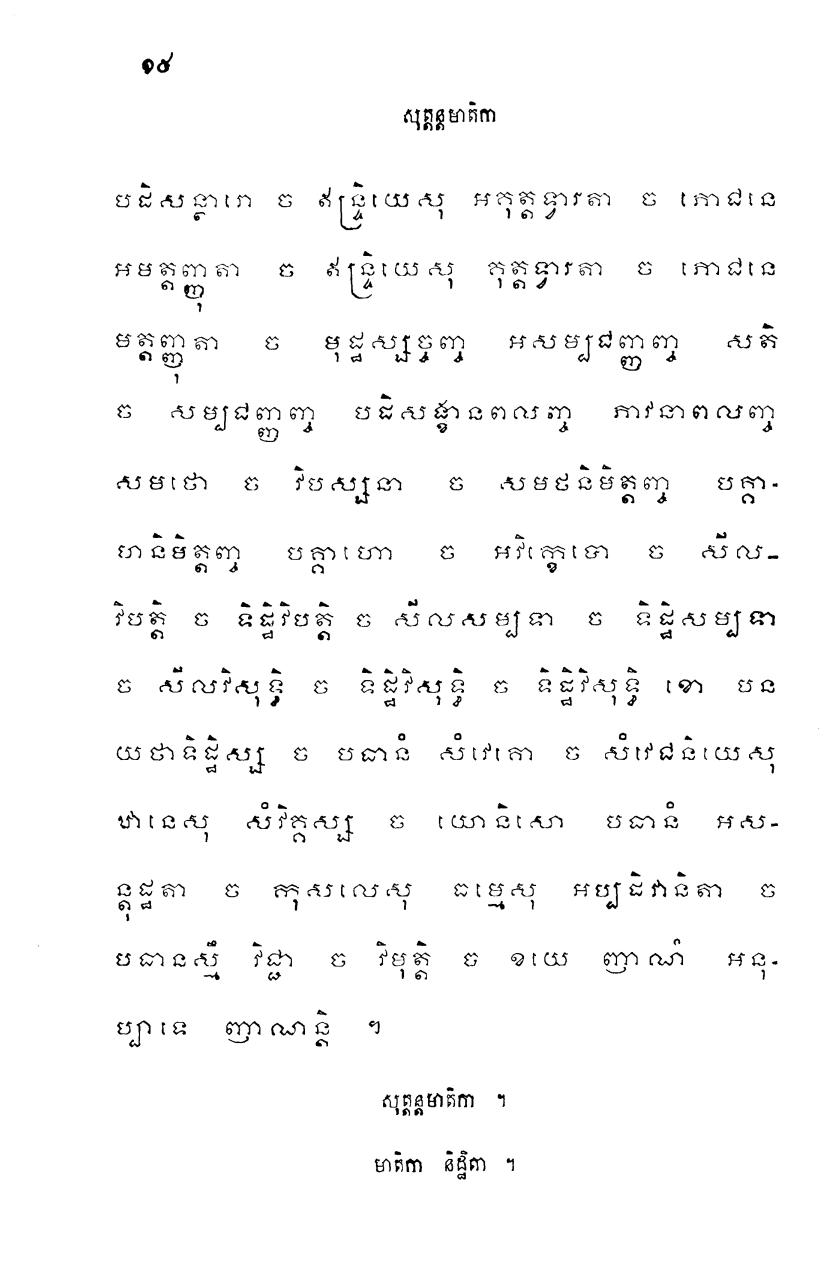 ១៥
សុត្តន្តមាតិកា
បដិសន្ថារោ ច ឥន្ទ្រិយេសុ អគុត្តទ្វារតា ច ភោជនេ
អមត្តញ្ញុតា ច ឥន្ទ្រិយេសុ គុត្តទ្វារតា ច ភោជនេ
មត្តញ្ញុតា ច មុដ្ឋស្សច្ចញ្ច អសម្បជញ្ញញ្ច សតិ
ច សម្បជញ្ញញ្ច បដិសង្ខានពលញ្ច ភាវនាពលញ្ច
សមថោ ច វិបស្សនា ច សមថនិមិត្តញ្ច បគ្គា-
ហនិមិត្តញ្ច បគ្គាហោ ច អវិក្ខេបោ ច សីល-
វិបត្តិ ច ទិដ្ឋិវិបត្តិ ច សីលសម្បទា ច ទិដ្ឋិសម្បទា
ច សីលវិសុទ្ធិ ច ទិដ្ឋិវិសុទ្ធិ ច ទិដ្ឋិវិសុទ្ធិ ខោ បន
យថាទិដ្ឋិស្ស ច បធានំ សំវេគោ ច សំវេជនិយេសុ
ឋានេសុ សំវិគ្គស្ស ច យោនិសោ បធានំ អស-
ន្តុដ្ឋតា ច កុសលេសុ ធម្មេសុ អប្បដិវានិតា ច
បធានស្មឹ វិជ្ជា ច វិមុត្តិ ច ខយេ ញាណំ អនុ-
ប្បាទេ ញាណន្តិ ។
សុត្តន្តមាតិកា ។
មាតិកា និដ្ឋិតា ។